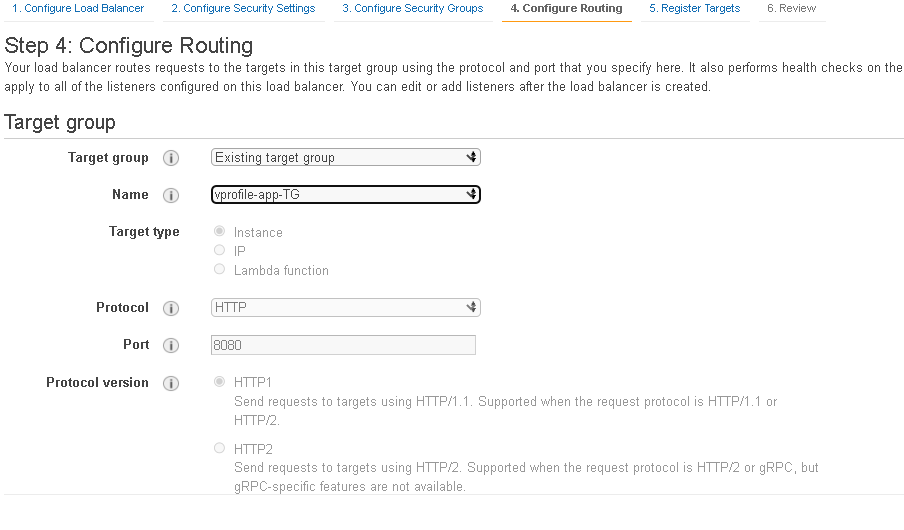 1. Configure Load Balancer 2. Configure Security Settings 3. Configure Security Groups 4. Configure Routing 5. Register Targets 6. Review
Step 4: Configure Routing
Your load balancer routes requests to the targets in this target group using the protocol and port that you specify here. It also performs health checks on the
apply to all of the listeners configured on this load balancer. You can edit or add listeners after the load balancer is created.
Target group
Target group i Existing target group
Name i vprofile-app-TG
Target type Instance
IP
Lambda function
Protocol i HTTP
Port i 8080
Protocol version i HTTP1
Send requests to targets using HTTP/1.1. Supported when the request protocol is HTTP/1.1 or
HTTP/2.
HTTP2
Send requests to targets using HTTP/2. Supported when the request protocol is HTTP/2 or gRPC, but
gRPC-specific features are not available.